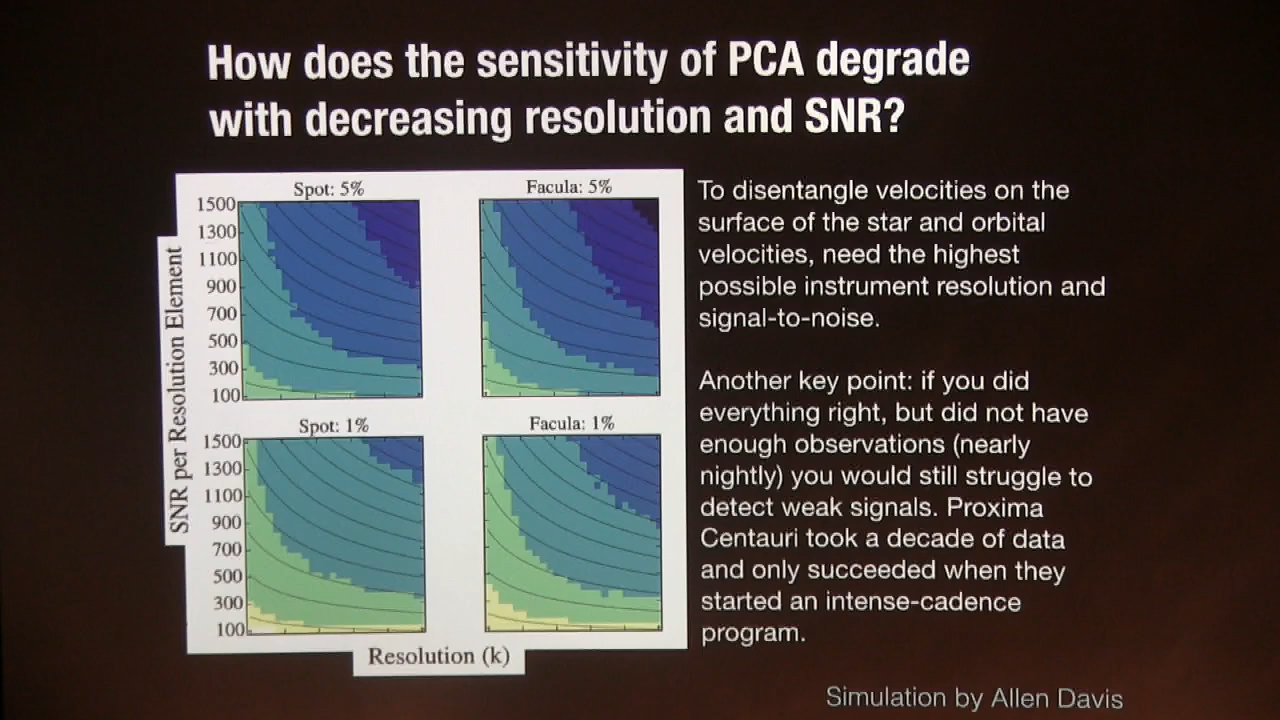 How does the sensitivity of PCA degrade
with decreasing resolution and SNR?
Spot: 5%
Facula: 5%
1500
1300
1100
900
700
500
300
100
SNR per Resolution Element
Spot: 1%
Facula: 1%
1500
1300
1100
900
700
500
300
100
Resolution (k)
To disentangle velocities on the
surface of the star and orbital
velocities, need the highest
possible instrument resolution and
signal-to-noise.
Another key point: if you did
everything right, but did not have
enough observations (nearly
nightly) you would still struggle to
detect weak signals. Proxima
Centauri took a decade of data
and only succeeded when they
started an intense-cadence
program.
Simulation by Allen Davis